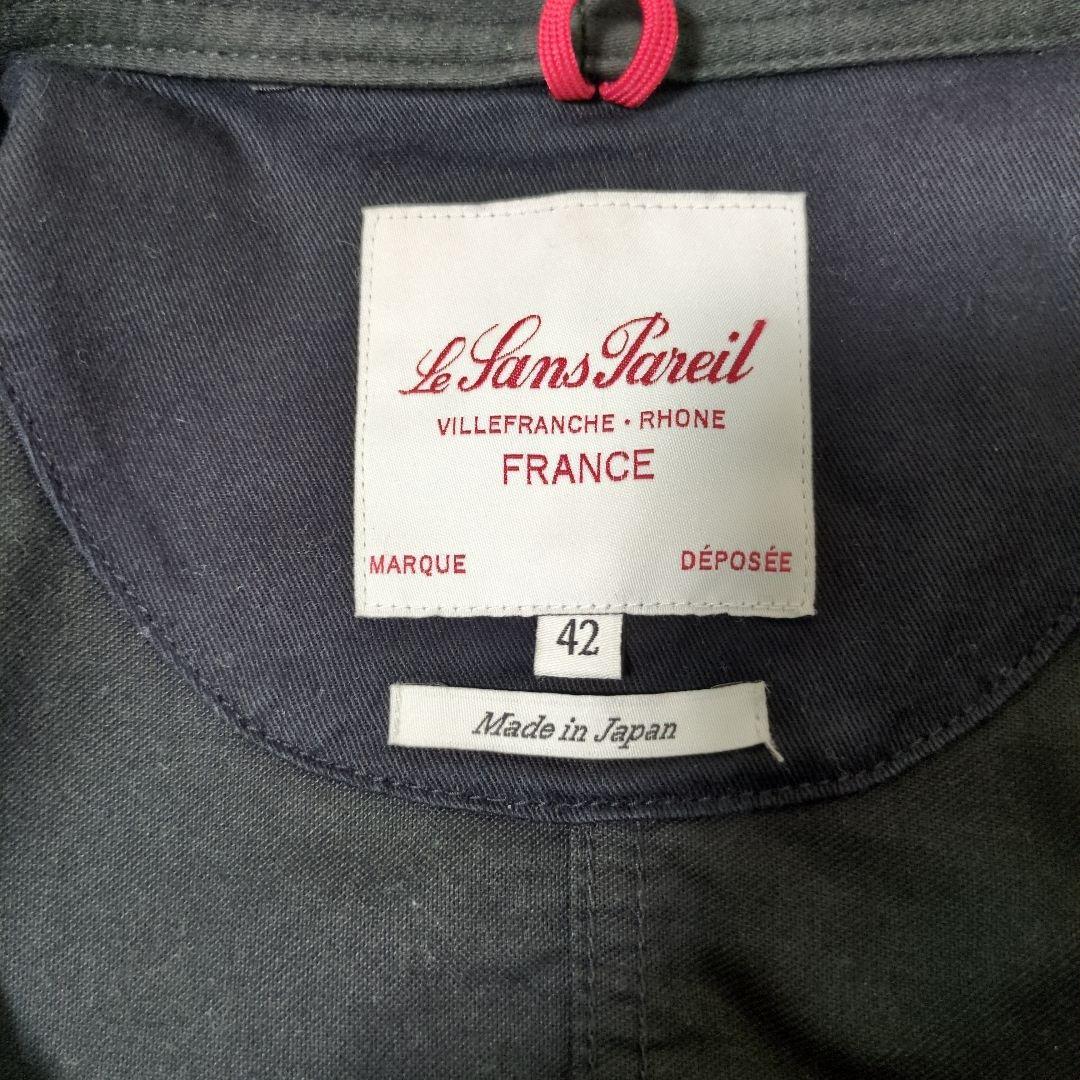 Le Sans Pareil
VILLEFRANCHE • RHONE
FRANCE
MARQUE DÉPOSÉE
42
Made in Japan